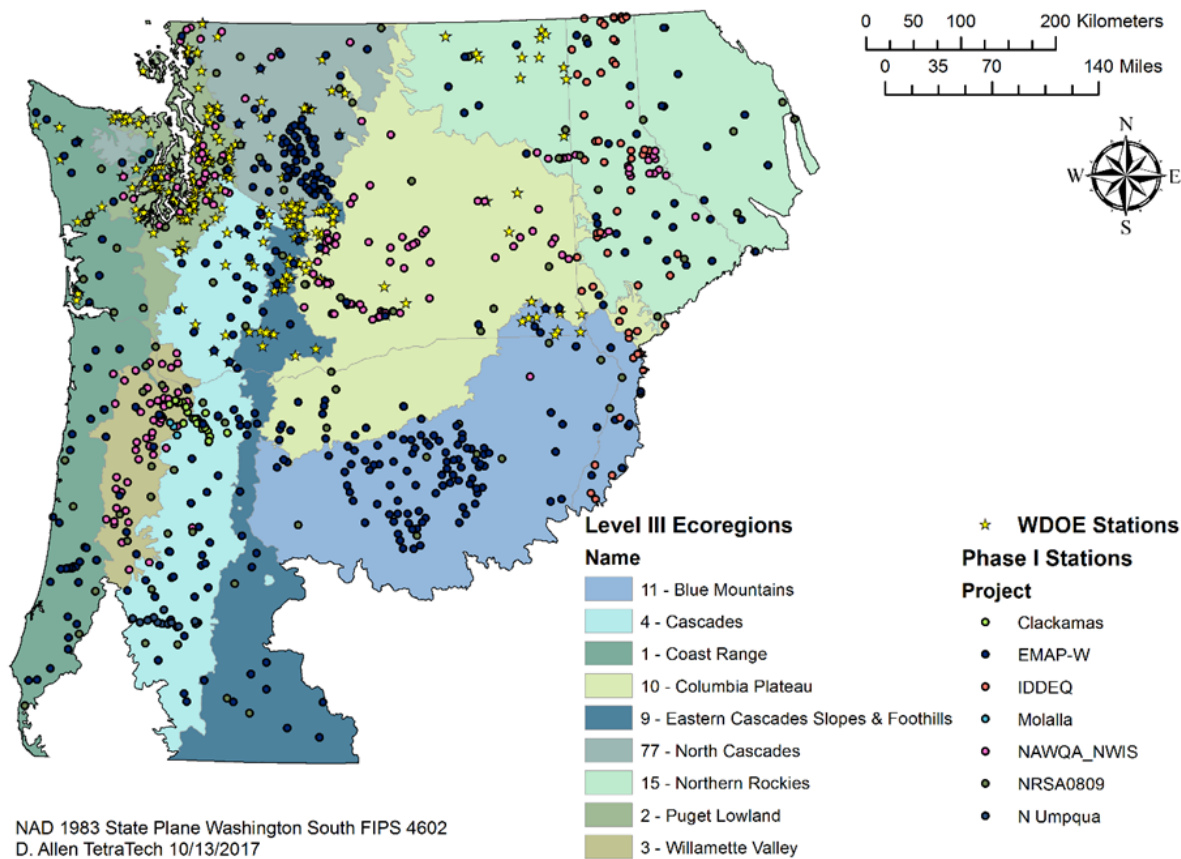 0 50 100 200 Kilometers
0 35 70 140 Miles
N
W E
S
Level III Ecoregions
Name
11 - Blue Mountains
4 - Cascades
1 - Coast Range
10 - Columbia Plateau
9 - Eastern Cascades Slopes & Foothills
77 - North Cascades
15 - Northern Rockies
2 - Puget Lowland
3 - Willamette Valley
WDOE Stations
Phase I Stations
Project
Clackamas
EMAP-W
IDDEQ
Molalla
NAWQA_NWIS
NRSA0809
N Umpqua
NAD 1983 State Plane Washington South FIPS 4602
D. Allen TetraTech 10/13/2017